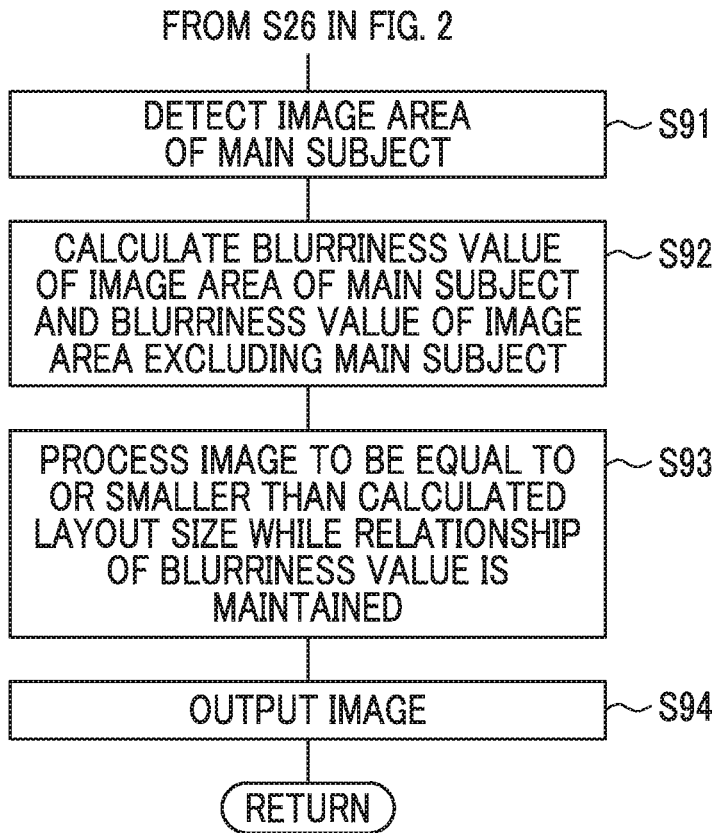 FROM S26 IN FIG. 2
DETECT IMAGE AREA
OF MAIN SUBJECT
S91
CALCULATE BLURRINESS VALUE
OF IMAGE AREA OF MAIN SUBJECT
AND BLURRINESS VALUE OF IMAGE
AREA EXCLUDING MAIN SUBJECT
S92
PROCESS IMAGE TO BE EQUAL TO
OR SMALLER THAN CALCULATED
LAYOUT SIZE WHILE RELATIONSHIP
OF BLURRINESS VALUE IS
MAINTAINED
S93
OUTPUT IMAGE
S94
RETURN